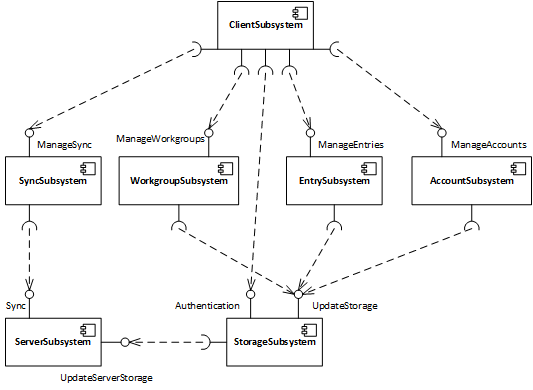 ClientSubsystem
ManageSync
ManageWorkgroups
ManageEntries
ManageAccounts
SyncSubsystem
WorkgroupSubsystem
EntrySubsystem
AccountSubsystem
Sync
Authentication
UpdateStorage
ServerSubsystem
StorageSubsystem
UpdateServerStorage